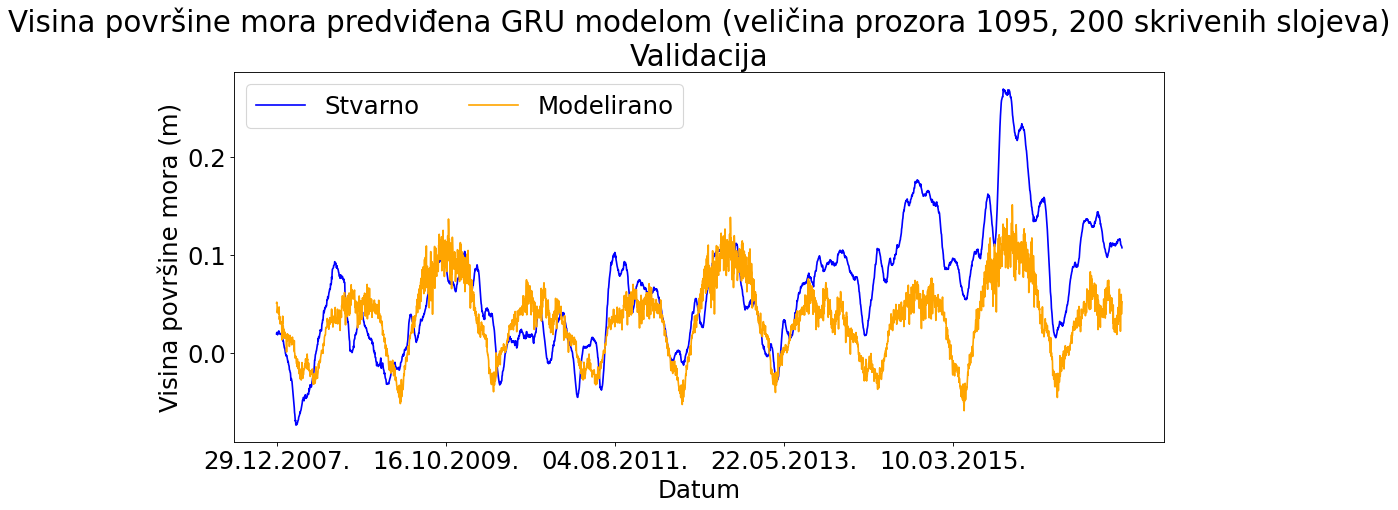 Visina površine mora predviđena GRU modelom (veličina prozora 1095, 200 skrivenih slojeva)
Validacija
Stvarno
Modelirano
Visina površine mora (m)
0.2
0.1
0.0
29.12.2007.
16.10.2009.
04.08.2011.
22.05.2013.
10.03.2015.
Datum